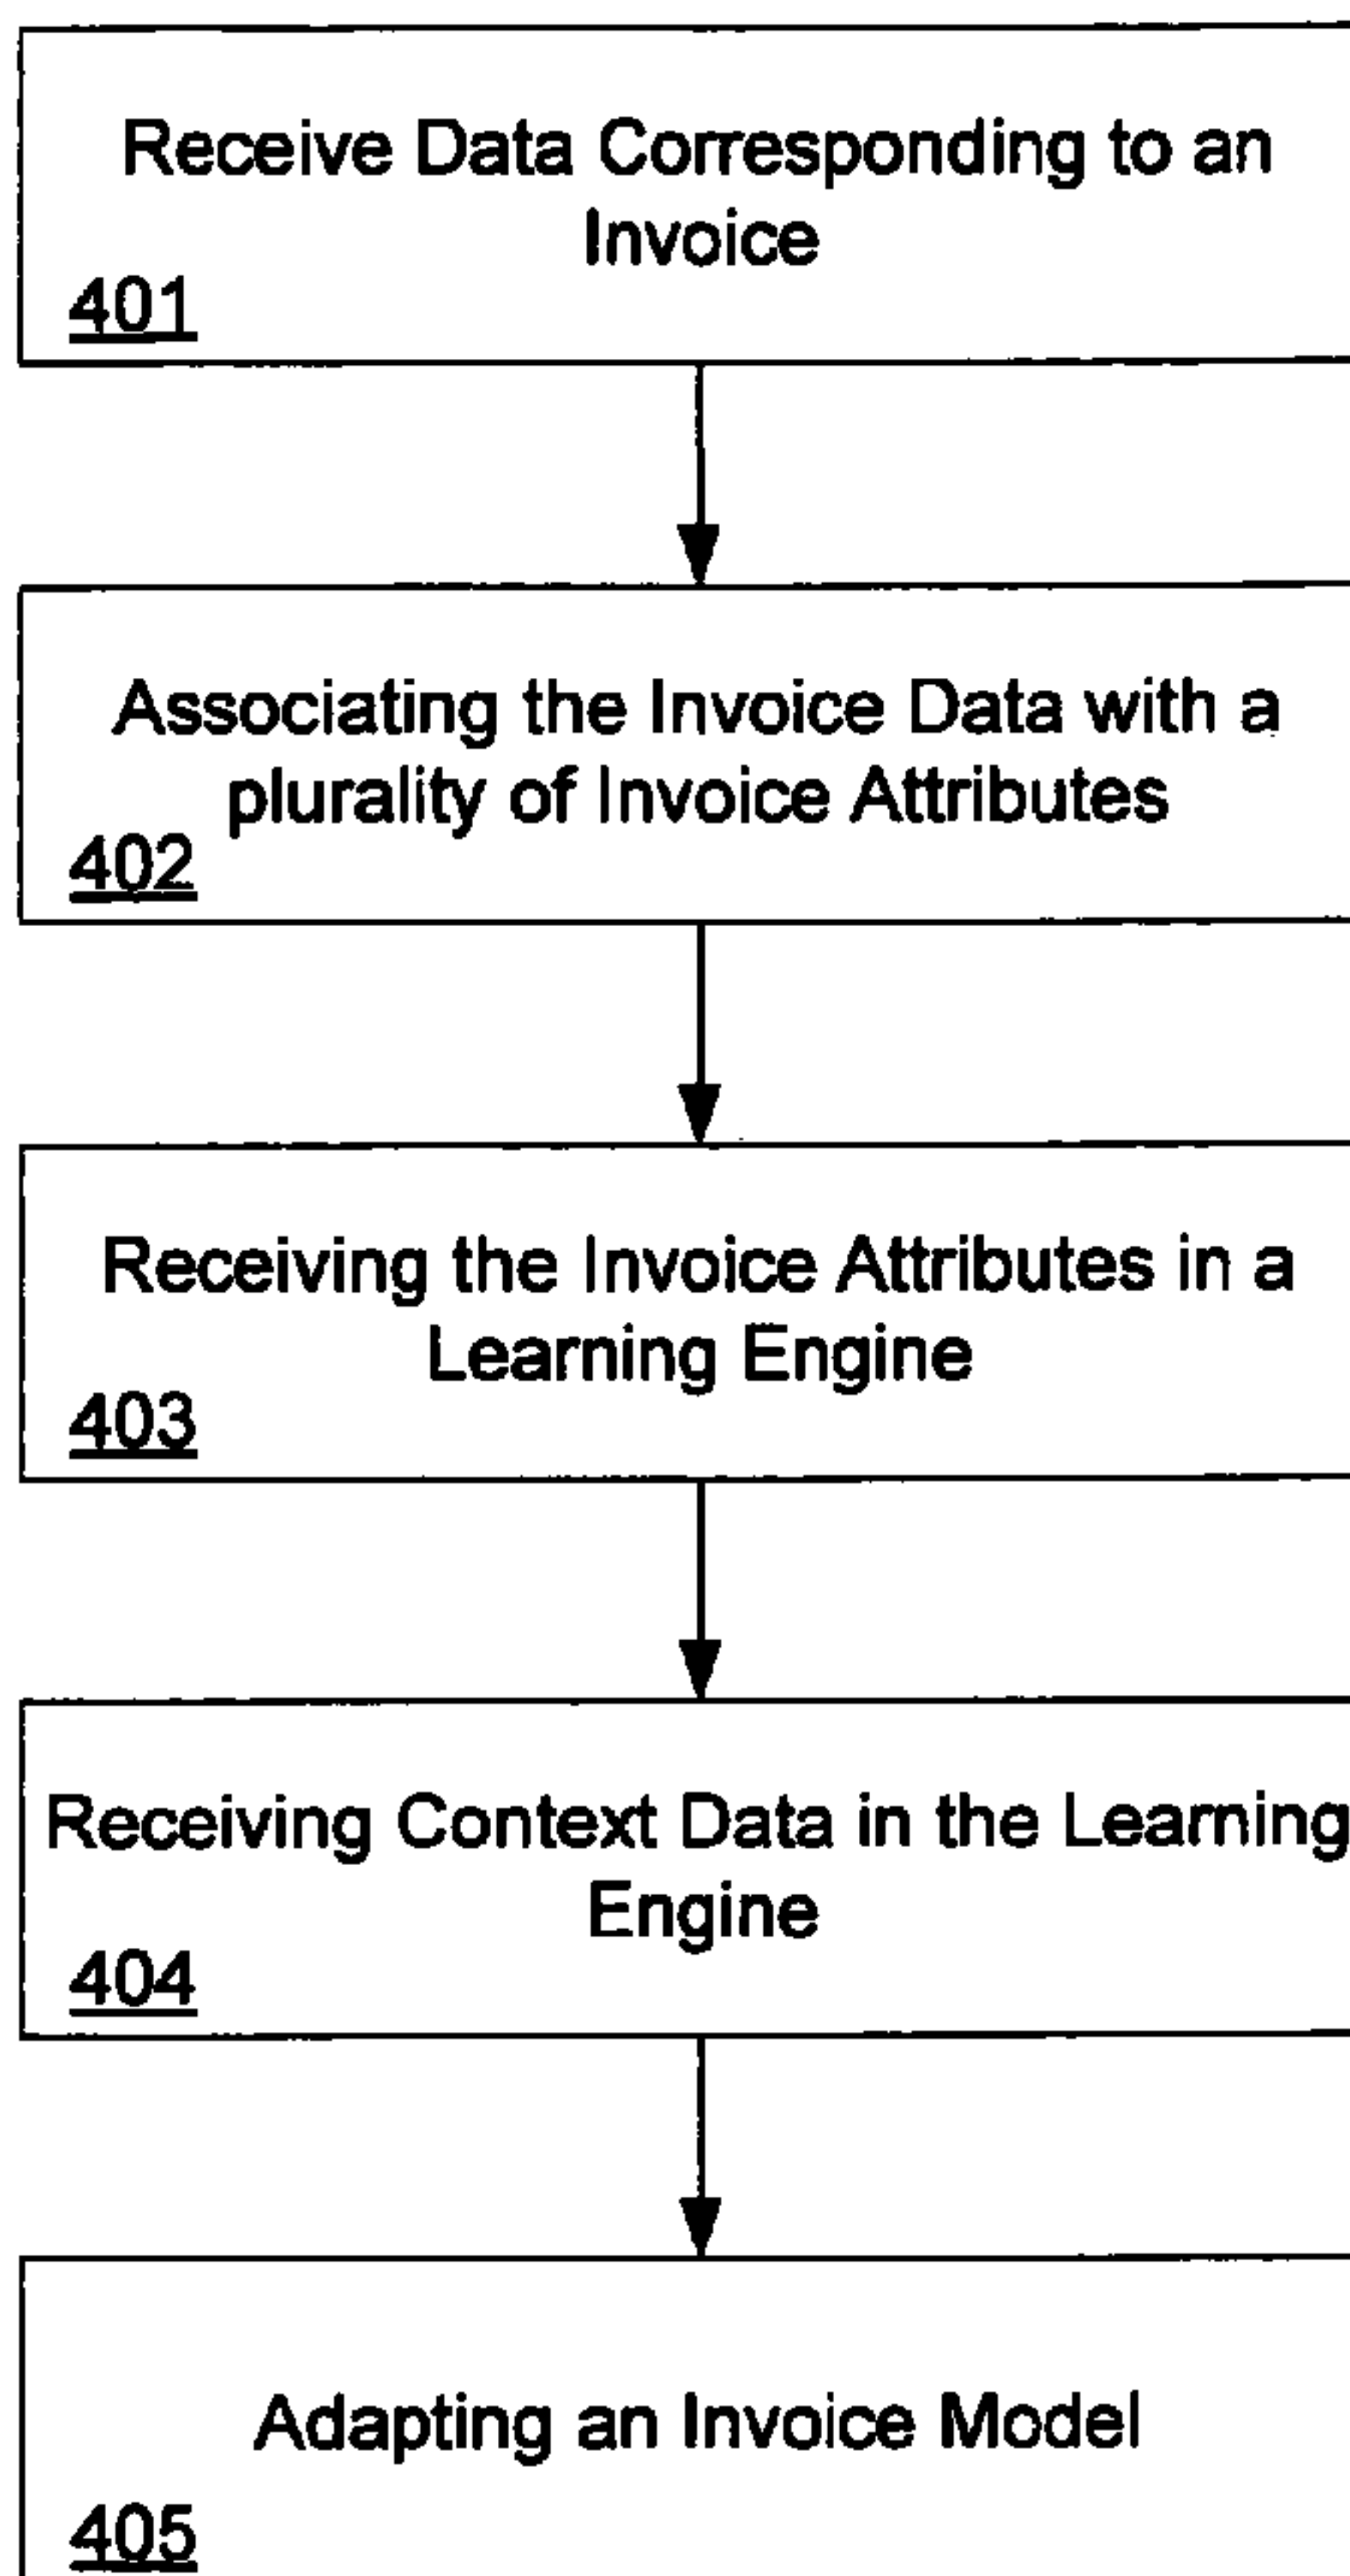 Receive Data Corresponding to an
Invoice
401
Associating the Invoice Data with a
plurality of Invoice Attributes
402
Receiving the Invoice Attributes in a
Learning Engine
403
Receiving Context Data in the Learning
Engine
404
Adapting an Invoice Model
405